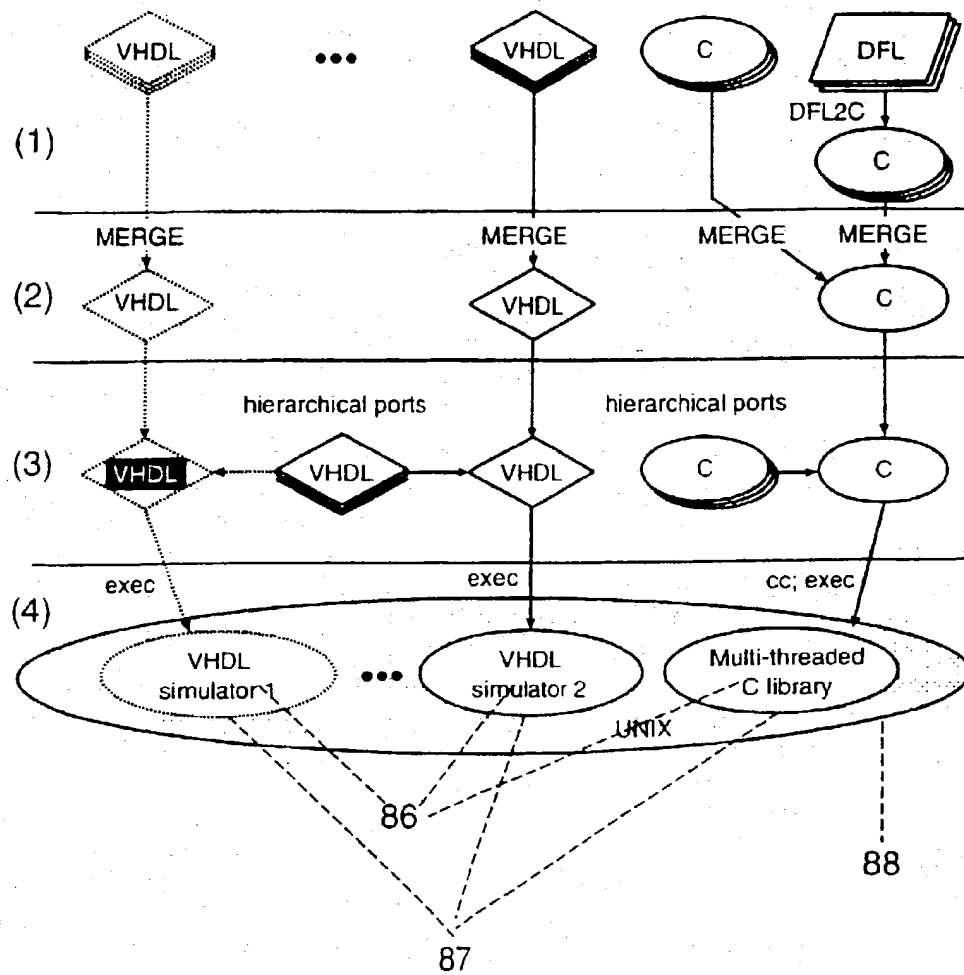 VHDL
VHDL
C
DFL
DFL2C
(1)
C
MERGE
MERGE
MERGE
MERGE
(2)
VHDL
VHDL
C
hierarchical ports
hierarchical ports
(3)
VHDL
VHDL
VHDL
C
C
exec
exec
cc; exec
(4)
VHDL
simulator 1
VHDL
simulator 2
Multi-threaded
C library
UNIX
86
88
87